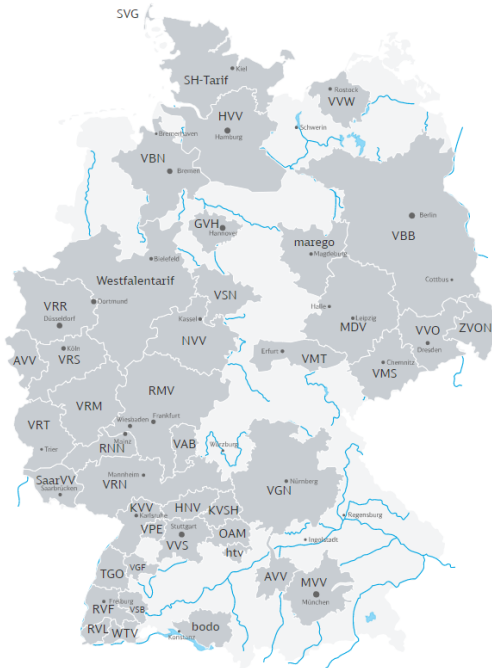 SVG
Kiel
SH-Tarif
Rostock
VVW
HVV
Hamburg
Schwerin
Bremerhaven
VBN
Bremen
GVH
Hannover
Berlin
VBB
marego
Magdeburg
Bielefeld
Westfalentarif
Cottbus
VSN
VRR
Dortmund
Düsseldorf
Halle
Leipzig
MDV
Kassel
NVV
VVO
ZVON
Dresden
Köln
AVV
VRS
Erfurt
VMT
Chemnitz
VMS
RMV
VRM
Wiesbaden
Frankfurt
VRT
Mainz
RNN
VAB
Trier
Würzburg
SaarVV
Saarbrücken
Mannheim
VRN
Nürnberg
VGN
KVV
Karlsruhe
HNV
KVSH
Regensburg
VPE
Stuttgart
VVS
OAM
Ingolstadt
htv
TGO
VGF
AVV
MVV
München
Freiburg
RVF
VSB
RVL
WTV
bodo
Konstanz